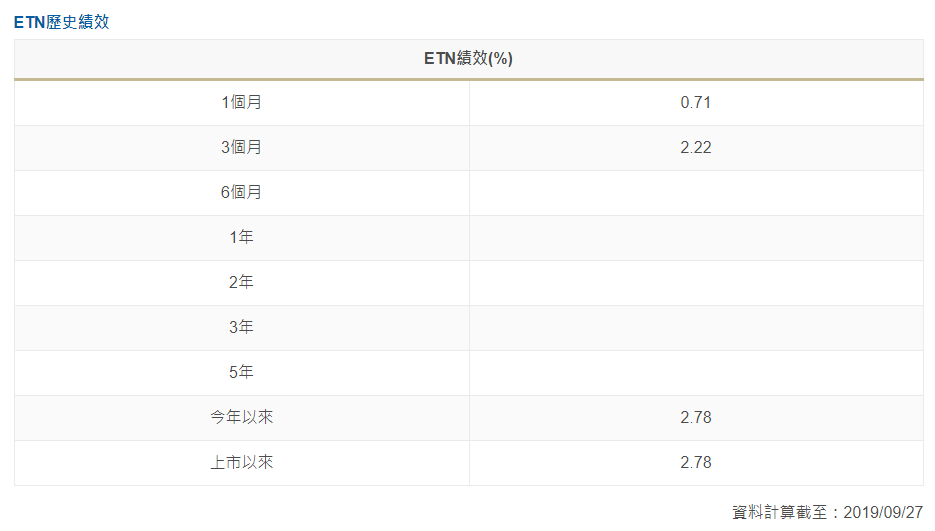 ETN歷史績效
ETN績效(%)
1個月 0.71
3個月 2.22
6個月
1年
2年
3年
5年
今年以來 2.78
上市以來 2.78
資料計算截至：2019/09/27